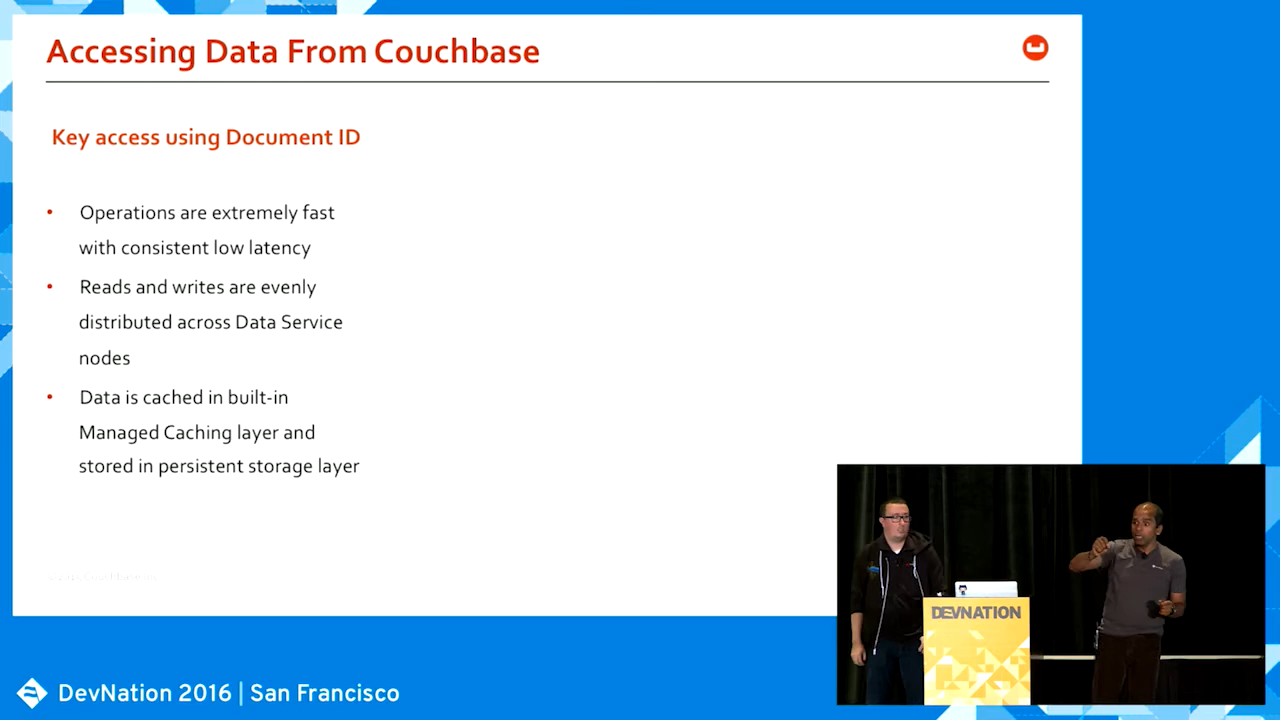 Accessing Data From Couchbase
Key access using Document ID
• Operations are extremely fast
with consistent low latency
• Reads and writes are evenly
distributed across Data Service
nodes
• Data is cached in built-in
Managed Caching layer and
stored in persistent storage layer
DEVNATION
DevNation 2016 | San Francisco